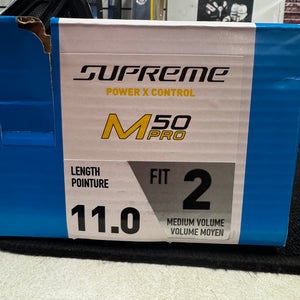 SUPREME
POWER X CONTROL
M50
PRO
LENGTH
POINTURE
11.0
FIT 2
MEDIUM VOLUME
VOLUME MOYEN